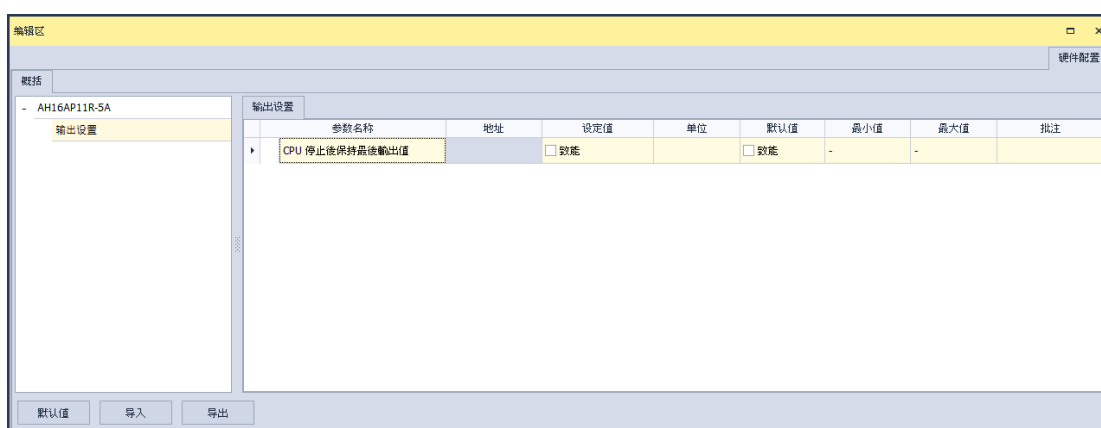 编辑区
硬件配置
概括
- AH16AP11R-5A
输出设置
输出设置
参数名称 地址 设定值 单位 默认值 最小值 最大值 批注
CPU 停止後保持最後輸出值 致能 致能 - -
默认值 导入 导出